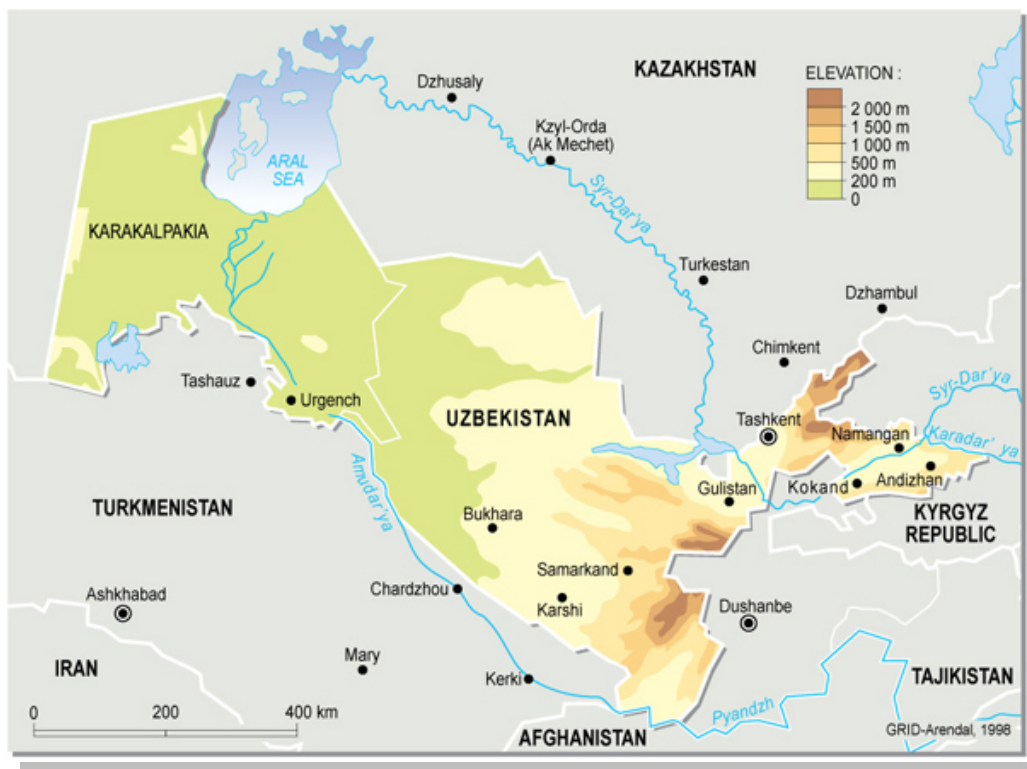 KAZAKHSTAN
ELEVATION :
2 000 m
1 500 m
1 000 m
500 m
200 m
0
Dzhusaly
Kzyl-Orda
(Ak Mechet)
ARAL
SEA
Syr-Dar'ya
KARAKALPAKIA
Turkestan
Dzhambul
Chimkent
Tashauz
Urgench
UZBEKISTAN
Tashkent
Syr-Dar'ya
Namangan
Karadar' ya
Amudar'ya
Gulistan
Kokand
Andizhan
TURKMENISTAN
Bukhara
KYRGYZ
REPUBLIC
Samarkand
Ashkhabad
Chardzhou
Karshi
Dushanbe
IRAN
Mary
Kerki
TAJIKISTAN
Pyandzh
0 200 400 km
AFGHANISTAN
GRID-Arendal, 1998